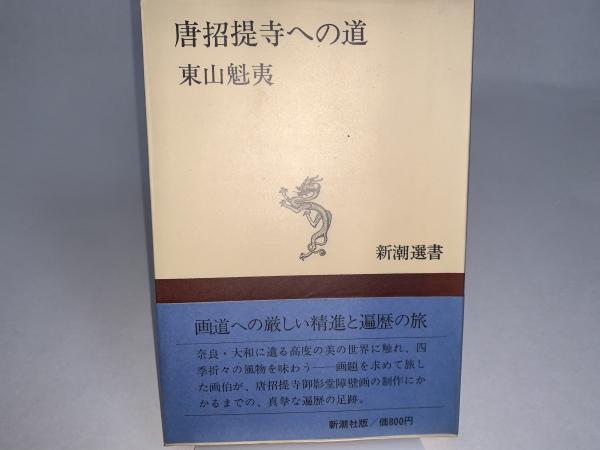 唐招提寺への道
東山魁夷
新潮選書
画道への厳しい精進と遍歴の旅
奈良・大和に遺る高度の美の世界に触れ、四
季折々の風物を味わう――画題を求めて旅し
た画伯が、唐招提寺御影堂障壁画の制作にか
かるまでの、真摯な遍歴の足跡。
新潮社版/価800円